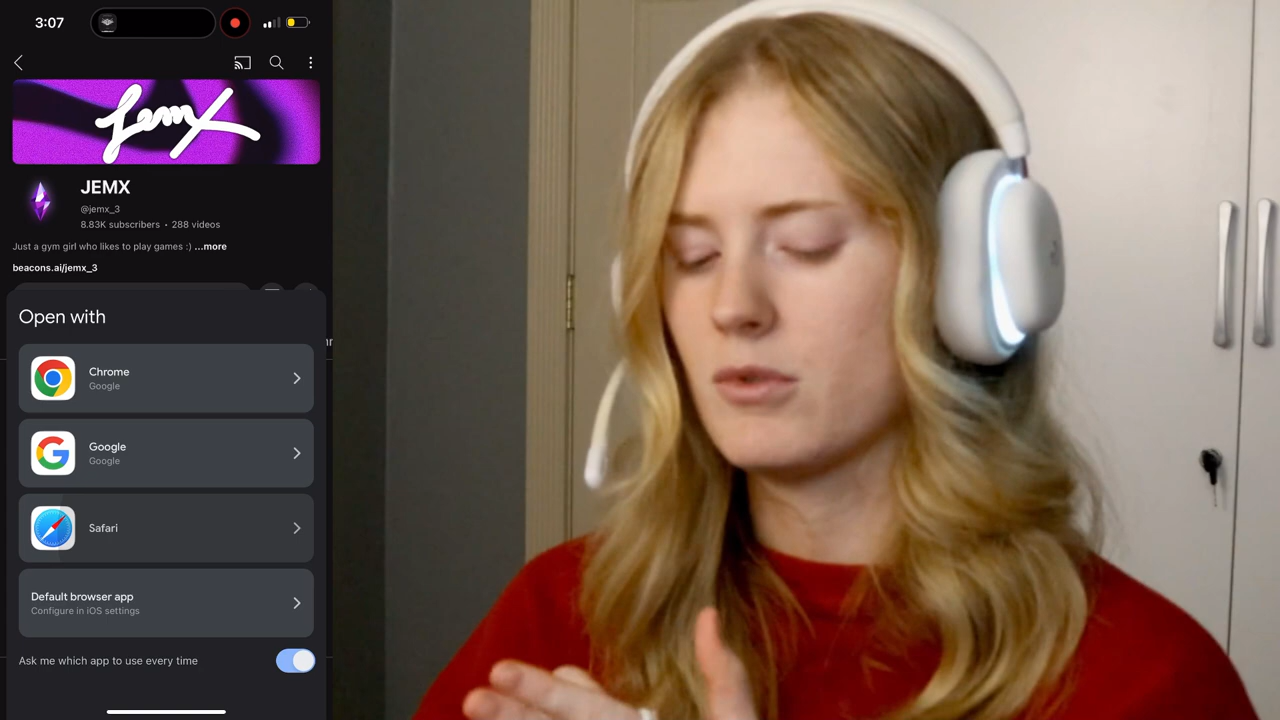 3:07
JemX
JEMX
@jemx_3
8.83K subscribers • 288 videos
Just a gym girl who likes to play games :) ...more
beacons.ai/jemx_3
Open with
Chrome
Google
Google
Google
Safari
Default browser app
Configure in iOS settings
Ask me which app to use every time